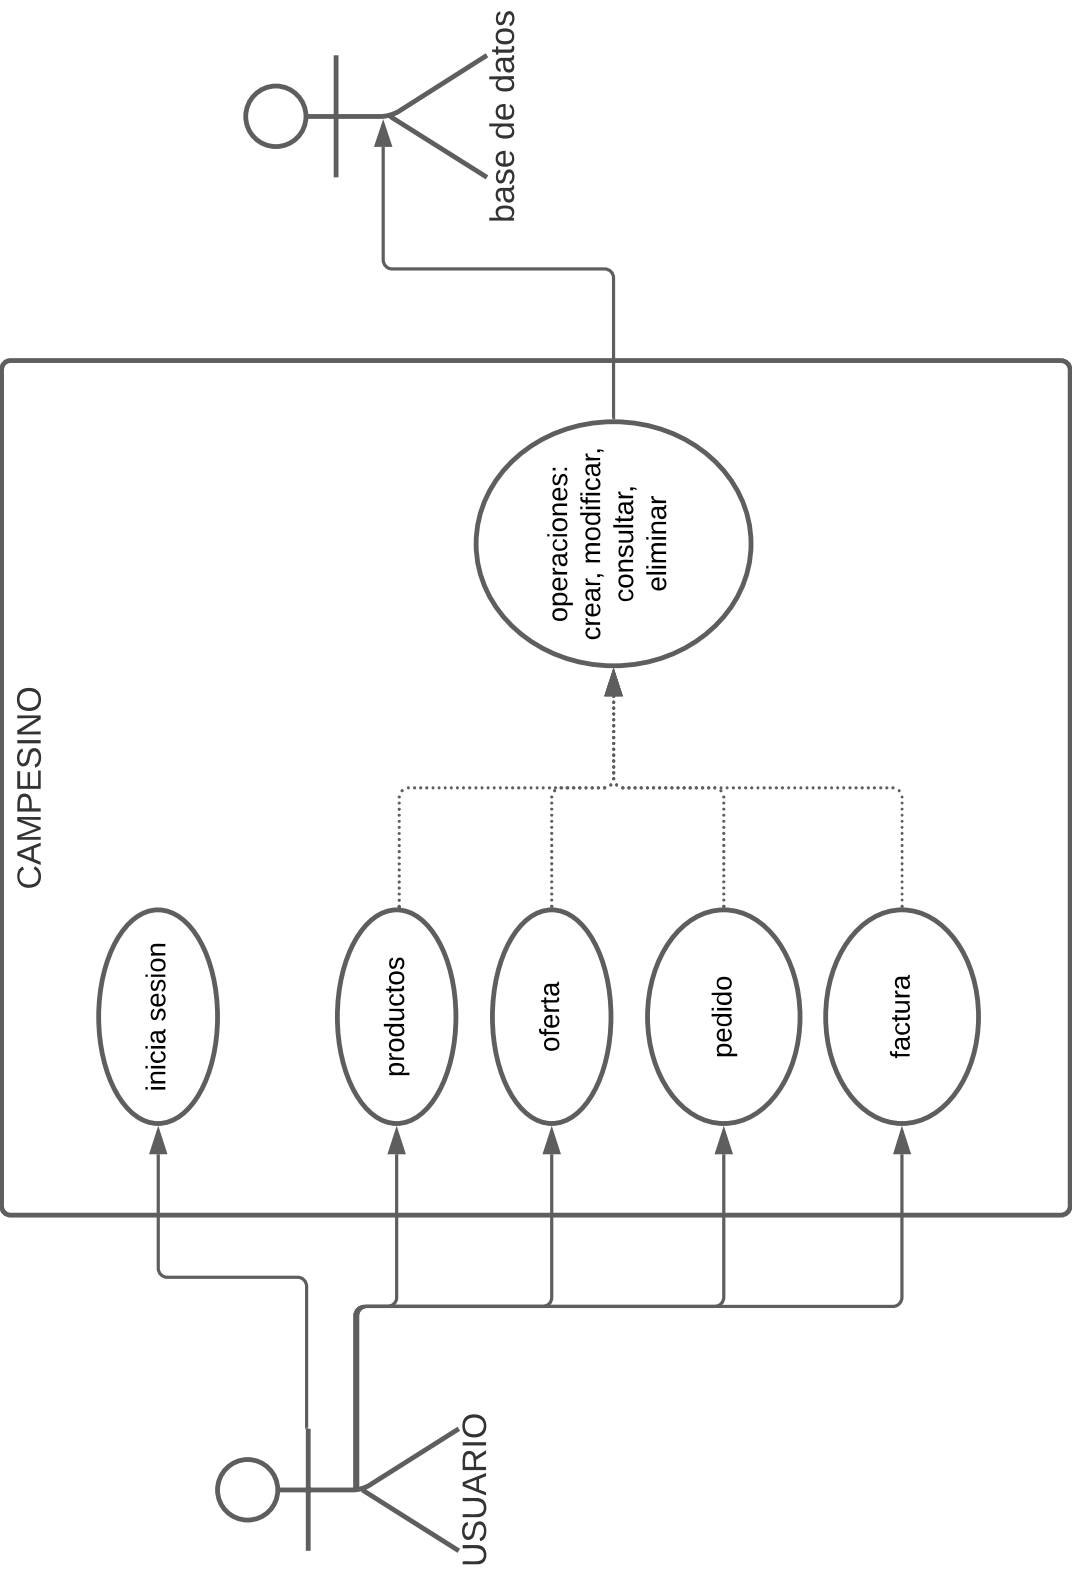 CAMPESINO
USUARIO
inicia sesion
productos
oferta
pedido
factura
operaciones:
crear, modificar,
consultar,
eliminar
base de datos